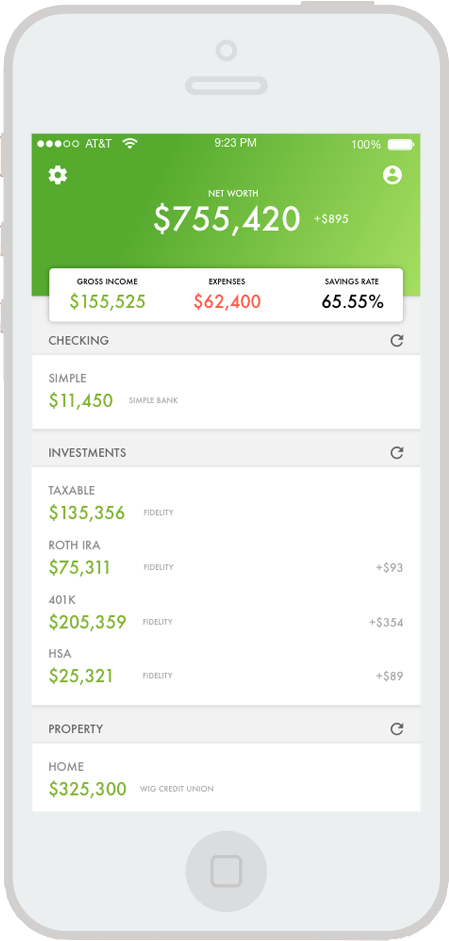 AT&T 9:23 PM 100%
NET WORTH
$755,420 +$895
GROSS INCOME EXPENSES SAVINGS RATE
$155,525 $62,400 65.55%
CHECKING
SIMPLE
$11,450 SIMPLE BANK
INVESTMENTS
TAXABLE
$135,356 FIDELITY
ROTH IRA
$75,311 FIDELITY +$93
401K
$205,359 FIDELITY +$354
HSA
$25,321 FIDELITY +$89
PROPERTY
HOME
$325,300 WIG CREDIT UNION